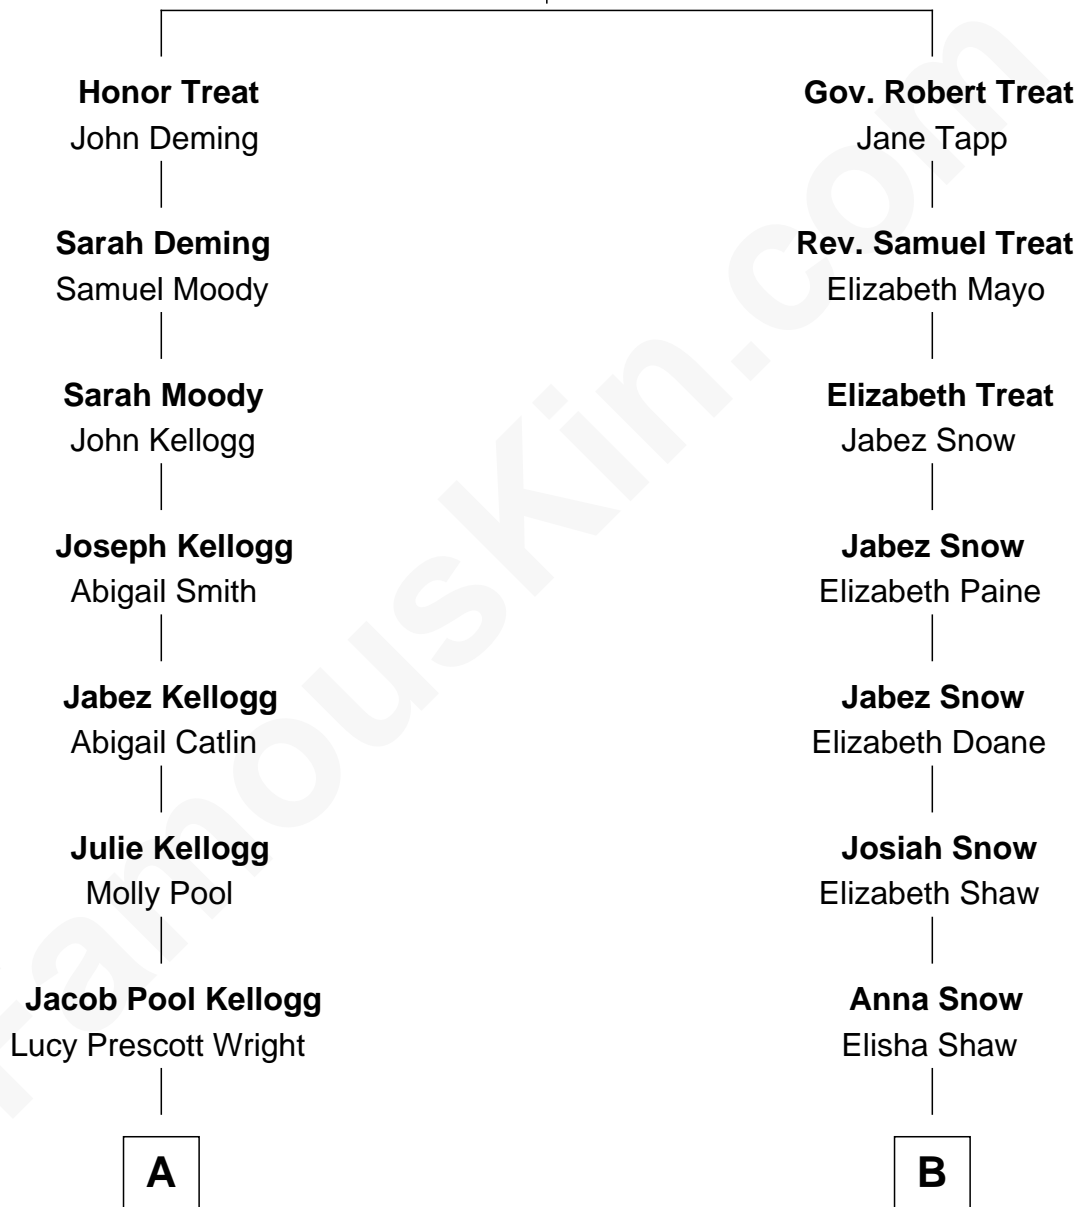 Honor Treat
John Deming
Sarah Deming
Samuel Moody
Sarah Moody
John Kellogg
Joseph Kellogg
Abigail Smith
Jabez Kellogg
Abigail Catlin
Julie Kellogg
Molly Pool
Jacob Pool Kellogg
Lucy Prescott Wright
A
Gov. Robert Treat
Jane Tapp
Rev. Samuel Treat
Elizabeth Mayo
Elizabeth Treat
Jabez Snow
Jabez Snow
Elizabeth Paine
Jabez Snow
Elizabeth Doane
Josiah Snow
Elizabeth Shaw
Anna Snow
Elisha Shaw
B
FamousKin.com